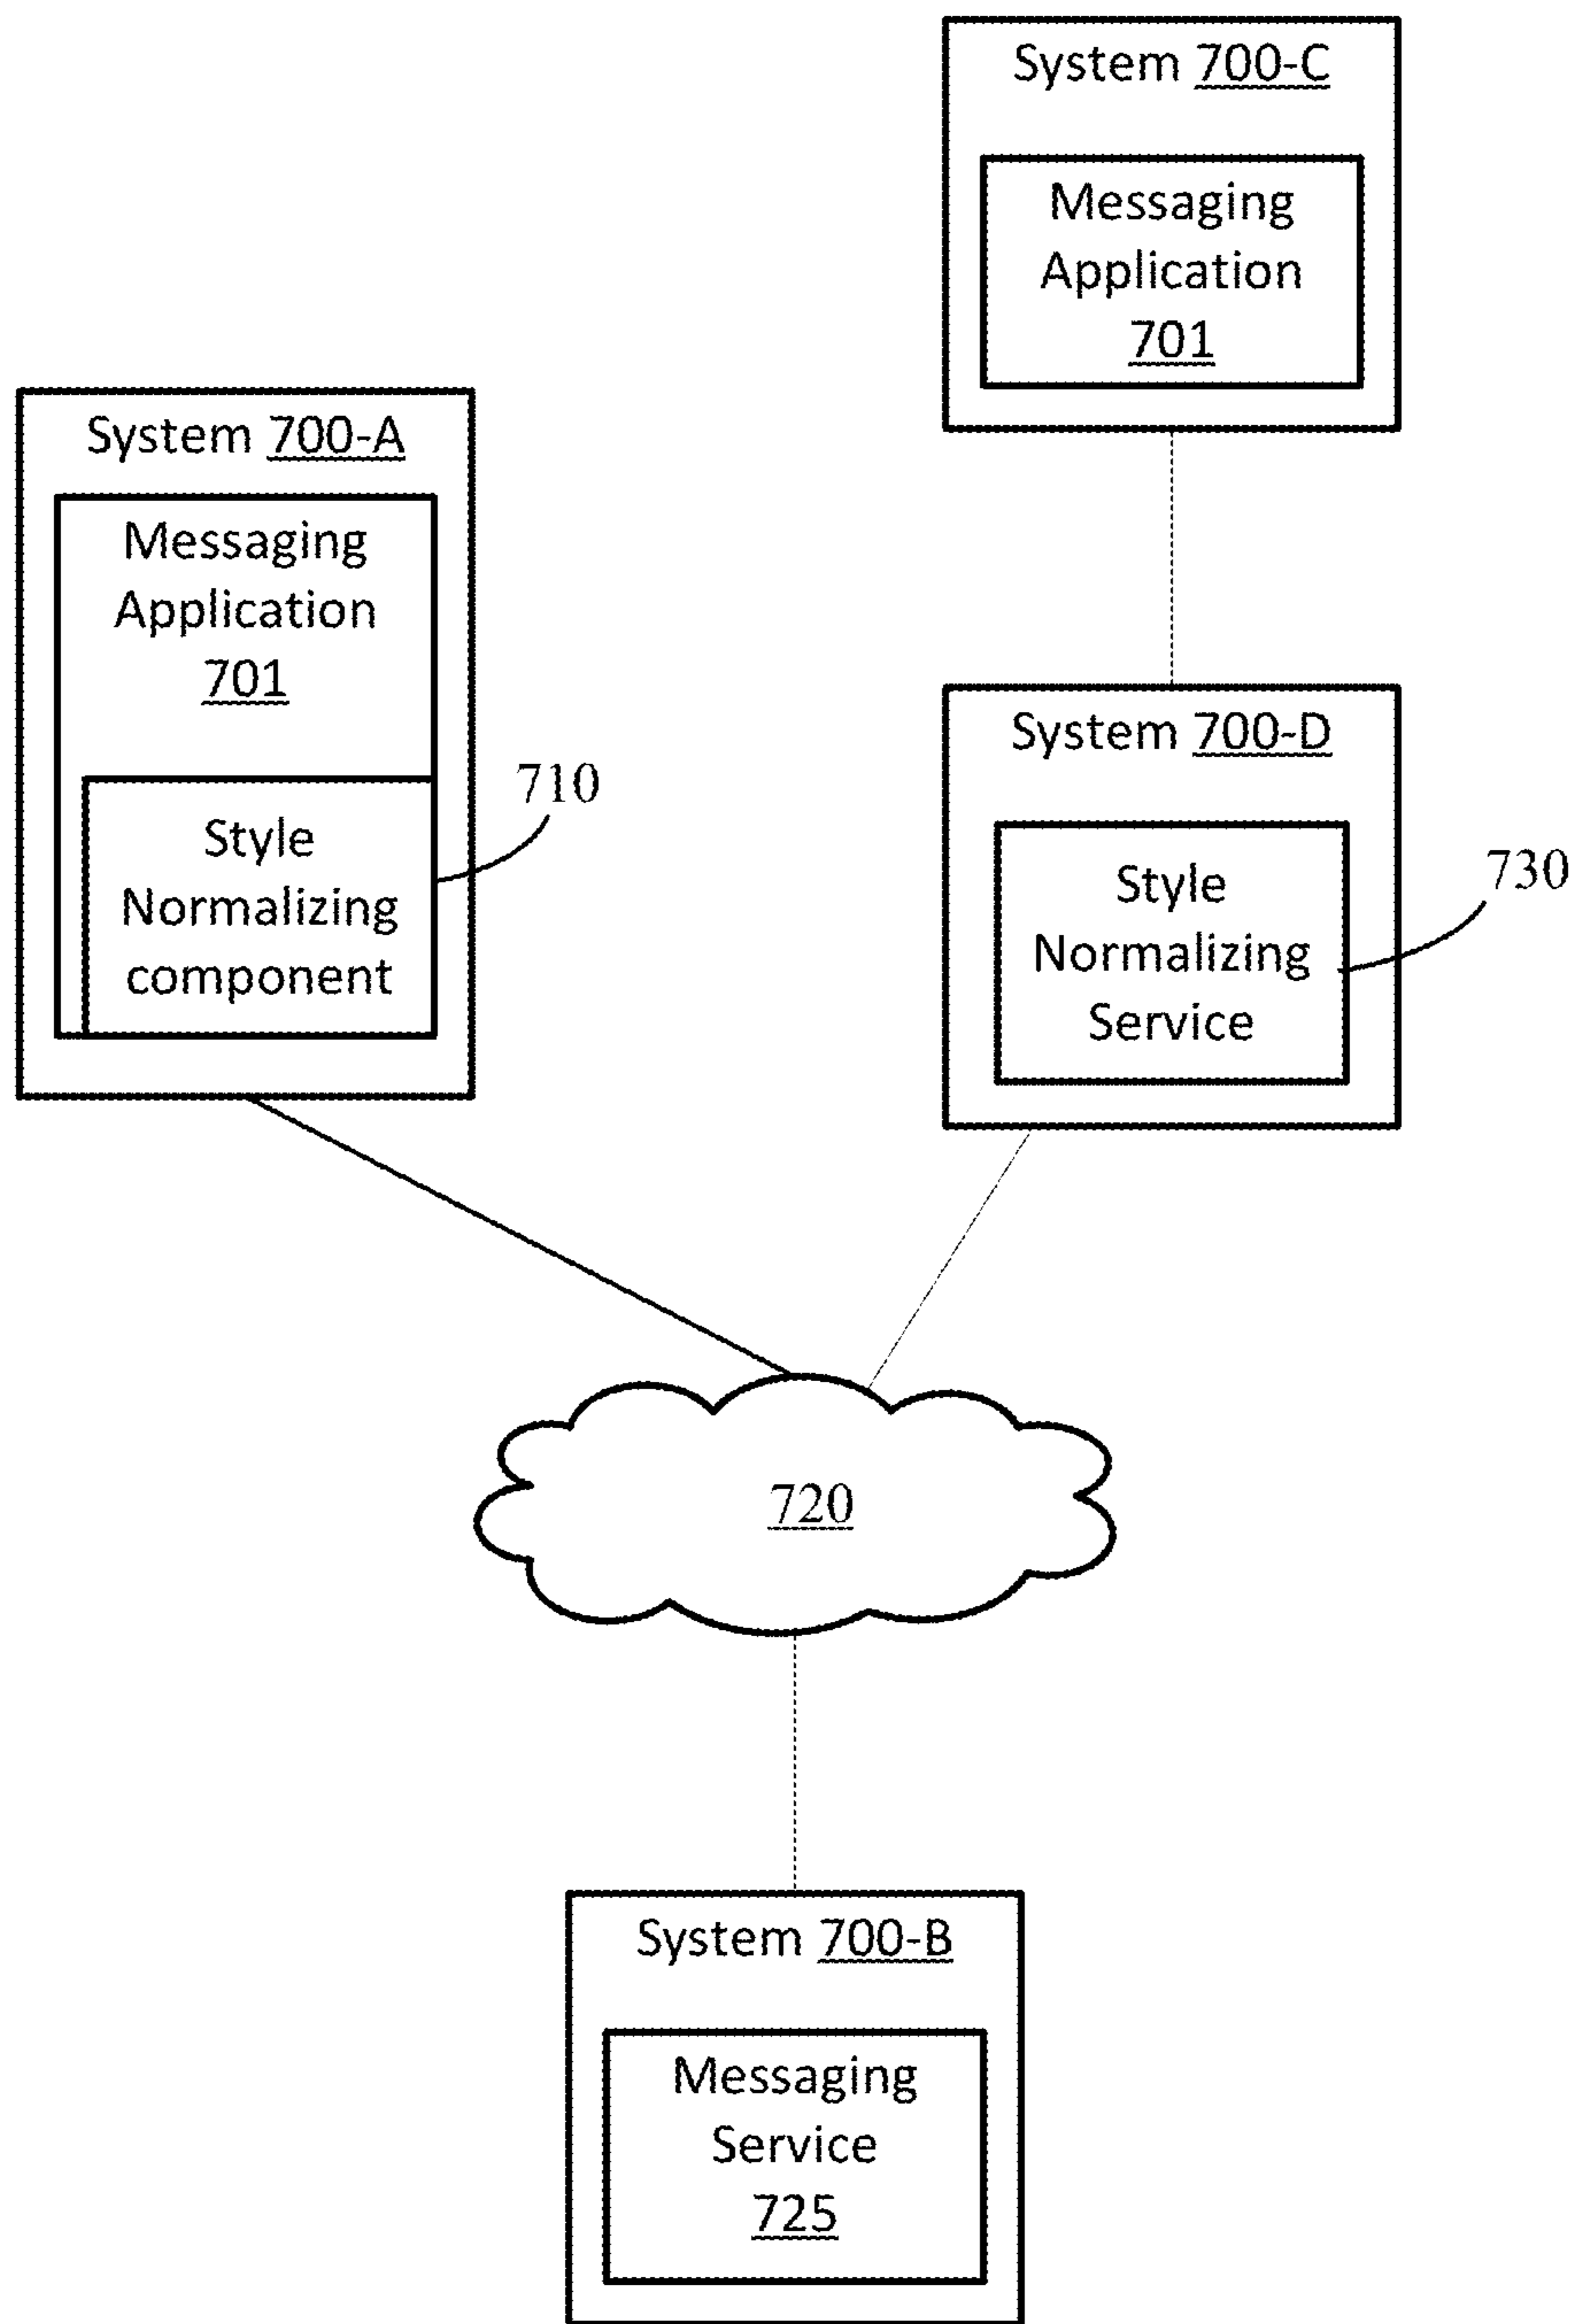 System 700-C
Messaging
Application
701
System 700-A
Messaging
Application
701
Style
Normalizing
component
710
System 700-D
Style
Normalizing
Service
730
720
System 700-B
Messaging
Service
725